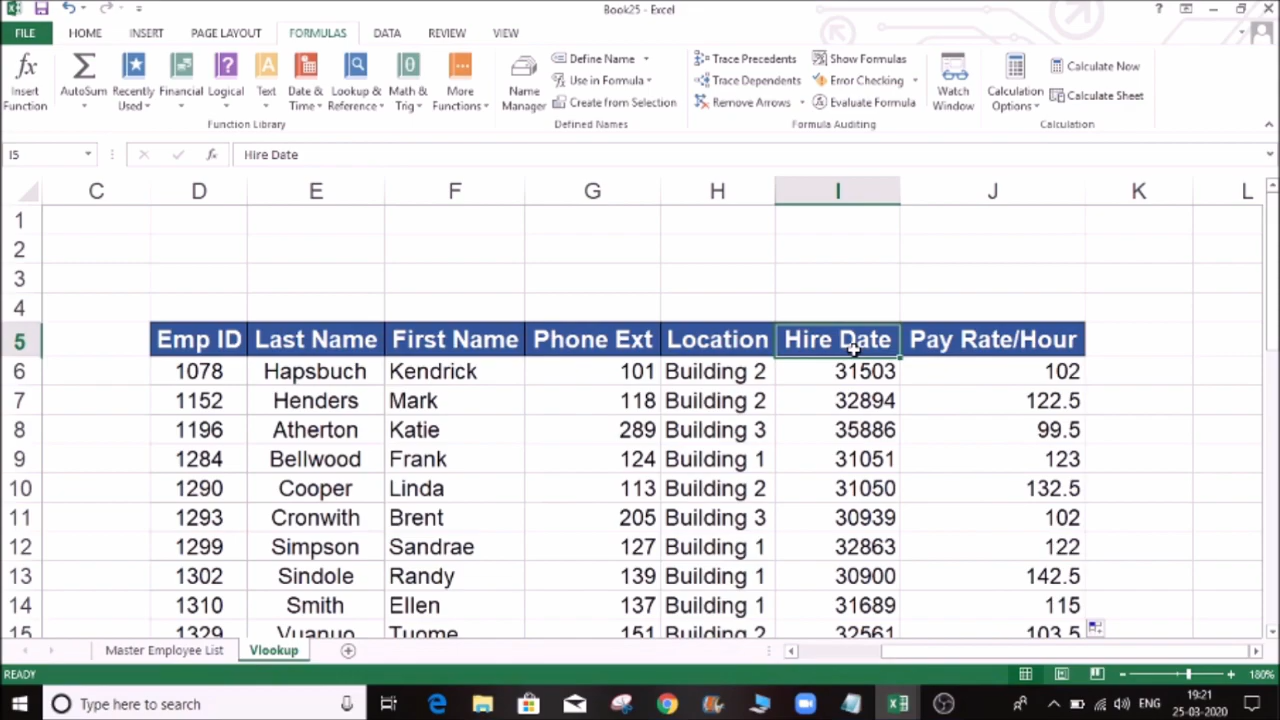 Book25 - Excel
?
FILE HOME INSERT PAGE LAYOUT FORMULAS DATA REVIEW VIEW
fx Σ ? A θ
Insert Function AutoSum Recently Used Financial Logical Text Date & Time Lookup & Reference Math & Trig More Functions
Function Library
Name Manager Define Name
Use in Formula
Create from Selection
Defined Names
Trace Precedents Show Formulas
Trace Dependents Error Checking
Remove Arrows Evaluate Formula
Formula Auditing
Watch Window
Calculation Options Calculate Now
Calculate Sheet
Calculation
I5 fx Hire Date
C D E F G H I J K L
1
2
3
4
5 Emp ID Last Name First Name Phone Ext Location Hire Date Pay Rate/Hour
6 1078 Hapsbuch Kendrick 101 Building 2 31503 102
7 1152 Henders Mark 118 Building 2 32894 122.5
8 1196 Atherton Katie 289 Building 3 35886 99.5
9 1284 Bellwood Frank 124 Building 1 31051 123
10 1290 Cooper Linda 113 Building 2 31050 132.5
11 1293 Cronwith Brent 205 Building 3 30939 102
12 1299 Simpson Sandrae 127 Building 1 32863 122
13 1302 Sindole Randy 139 Building 1 30900 142.5
14 1310 Smith Ellen 137 Building 1 31689 115
15 1329 Vuanuo Tuome 151 Building 2 32561 103.5
Master Employee List Vlookup
READY 180%
Type here to search ENG 19:21
25-03-2020